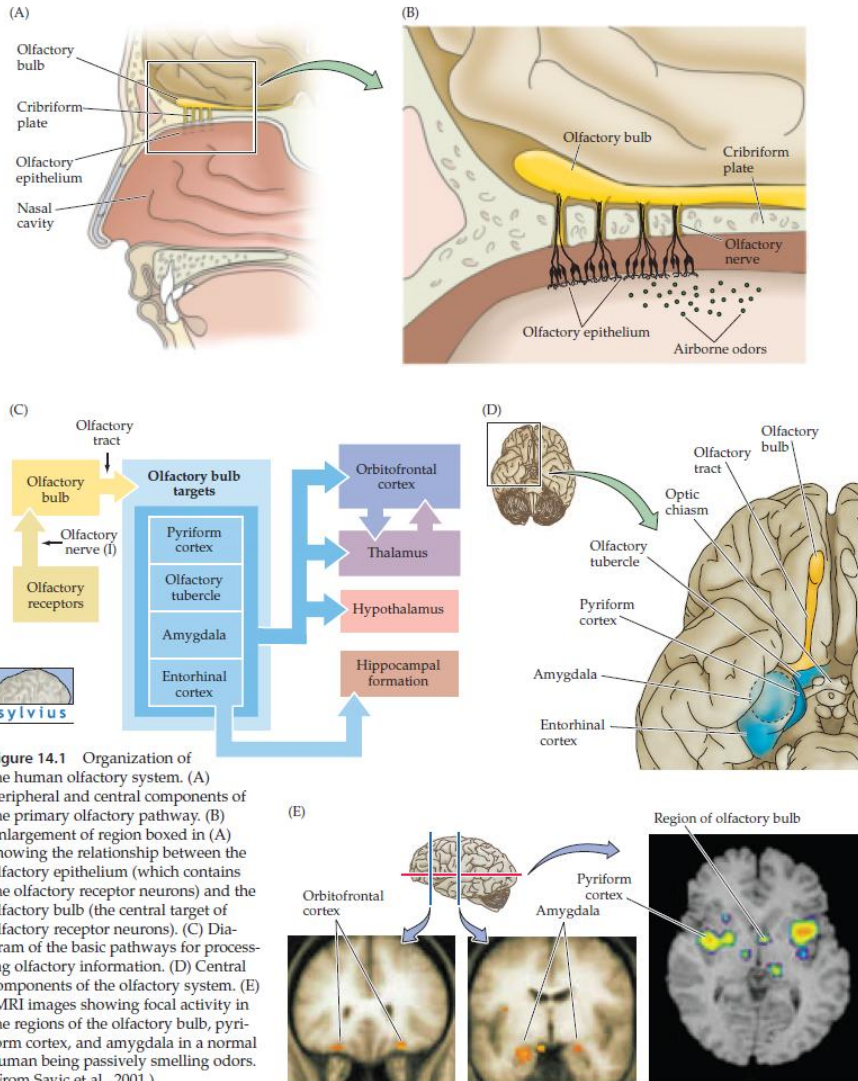 (A)
Olfactory
bulb
Cribriform
plate
Olfactory
epithelium
Nasal
cavity
(B)
Olfactory bulb
Cribriform
plate
Olfactory
nerve
Olfactory epithelium
Airborne odors
(C)
Olfactory
tract
Olfactory
bulb
Olfactory
nerve (I)
Olfactory
receptors
Olfactory bulb
targets
Pyriform
cortex
Olfactory
tubercle
Amygdala
Entorhinal
cortex
Orbitofrontal
cortex
Thalamus
Hypothalamus
Hippocampal
formation
(D)
Olfactory
bulb
Olfactory
tract
Optic
chiasm
Olfactory
tubercle
Pyriform
cortex
Amygdala
Entorhinal
cortex
sylvius
igure 14.1 Organization of
he human olfactory system. (A)
eripheral and central components of
he primary olfactory pathway. (B)
nlargement of region boxed in (A)
howing the relationship between the
lfactory epithelium (which contains
he olfactory receptor neurons) and the
lfactory bulb (the central target of
lfactory receptor neurons). (C) Dia-
ram of the basic pathways for process-
ng olfactory information. (D) Central
omponents of the olfactory system. (E)
MRI images showing focal activity in
he regions of the olfactory bulb, pyri-
orm cortex, and amygdala in a normal
uman being passively smelling odors.
From Savic et al., 2001.)
(E)
Orbitofrontal
cortex
Amygdala
Pyriform
cortex
Region of olfactory bulb